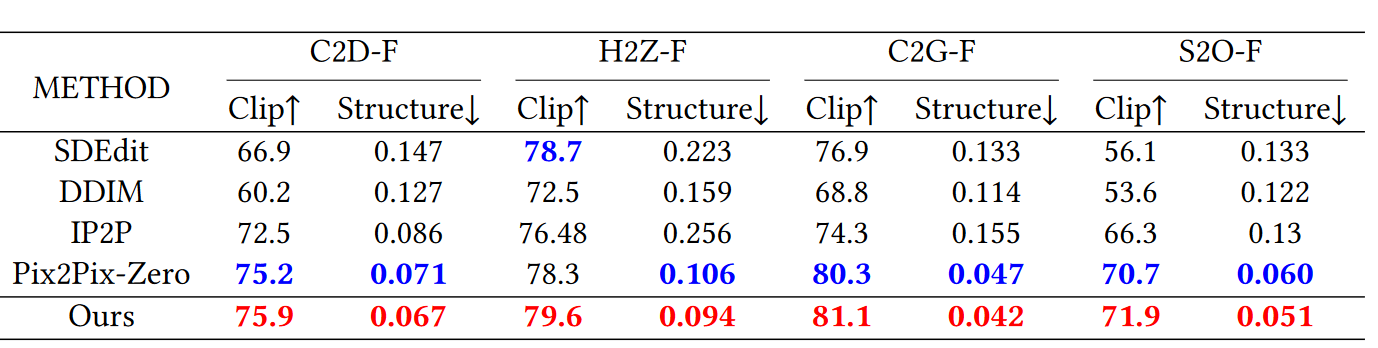 METHOD C2D-F H2Z-F C2G-F S2O-F
Clip↑ Structure↓ Clip↑ Structure↓ Clip↑ Structure↓ Clip↑ Structure↓
SDEdit 66.9 0.147 78.7 0.223 76.9 0.133 56.1 0.133
DDIM 60.2 0.127 72.5 0.159 68.8 0.114 53.6 0.122
IP2P 72.5 0.086 76.48 0.256 74.3 0.155 66.3 0.13
Pix2Pix-Zero 75.2 0.071 78.3 0.106 80.3 0.047 70.7 0.060
Ours 75.9 0.067 79.6 0.094 81.1 0.042 71.9 0.051